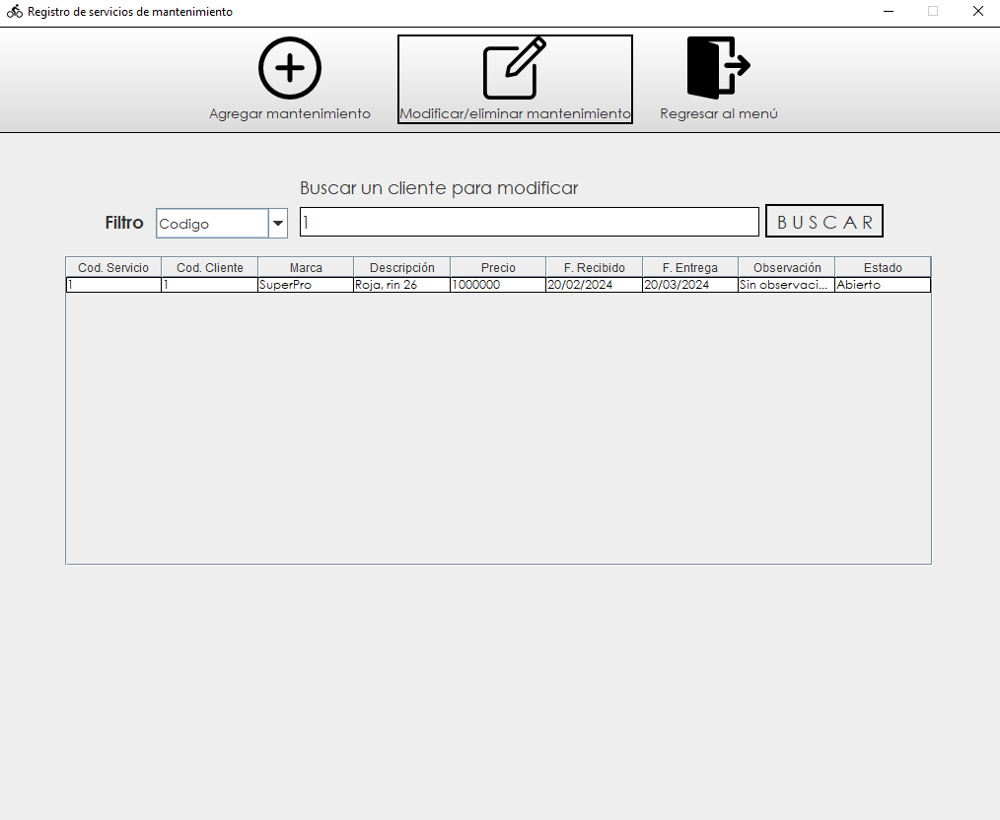 Registro de servicios de mantenimiento
Agregar mantenimiento Modificar/eliminar mantenimiento Regresar al menú
Buscar un cliente para modificar
Filtro Codigo 1 BUSCAR
Cod. Servicio Cod. Cliente Marca Descripción Precio F. Recibido F. Entrega Observación Estado
1 1 SuperPro Roja, rin 26 1000000 20/02/2024 20/03/2024 Sin observaci... Abierto